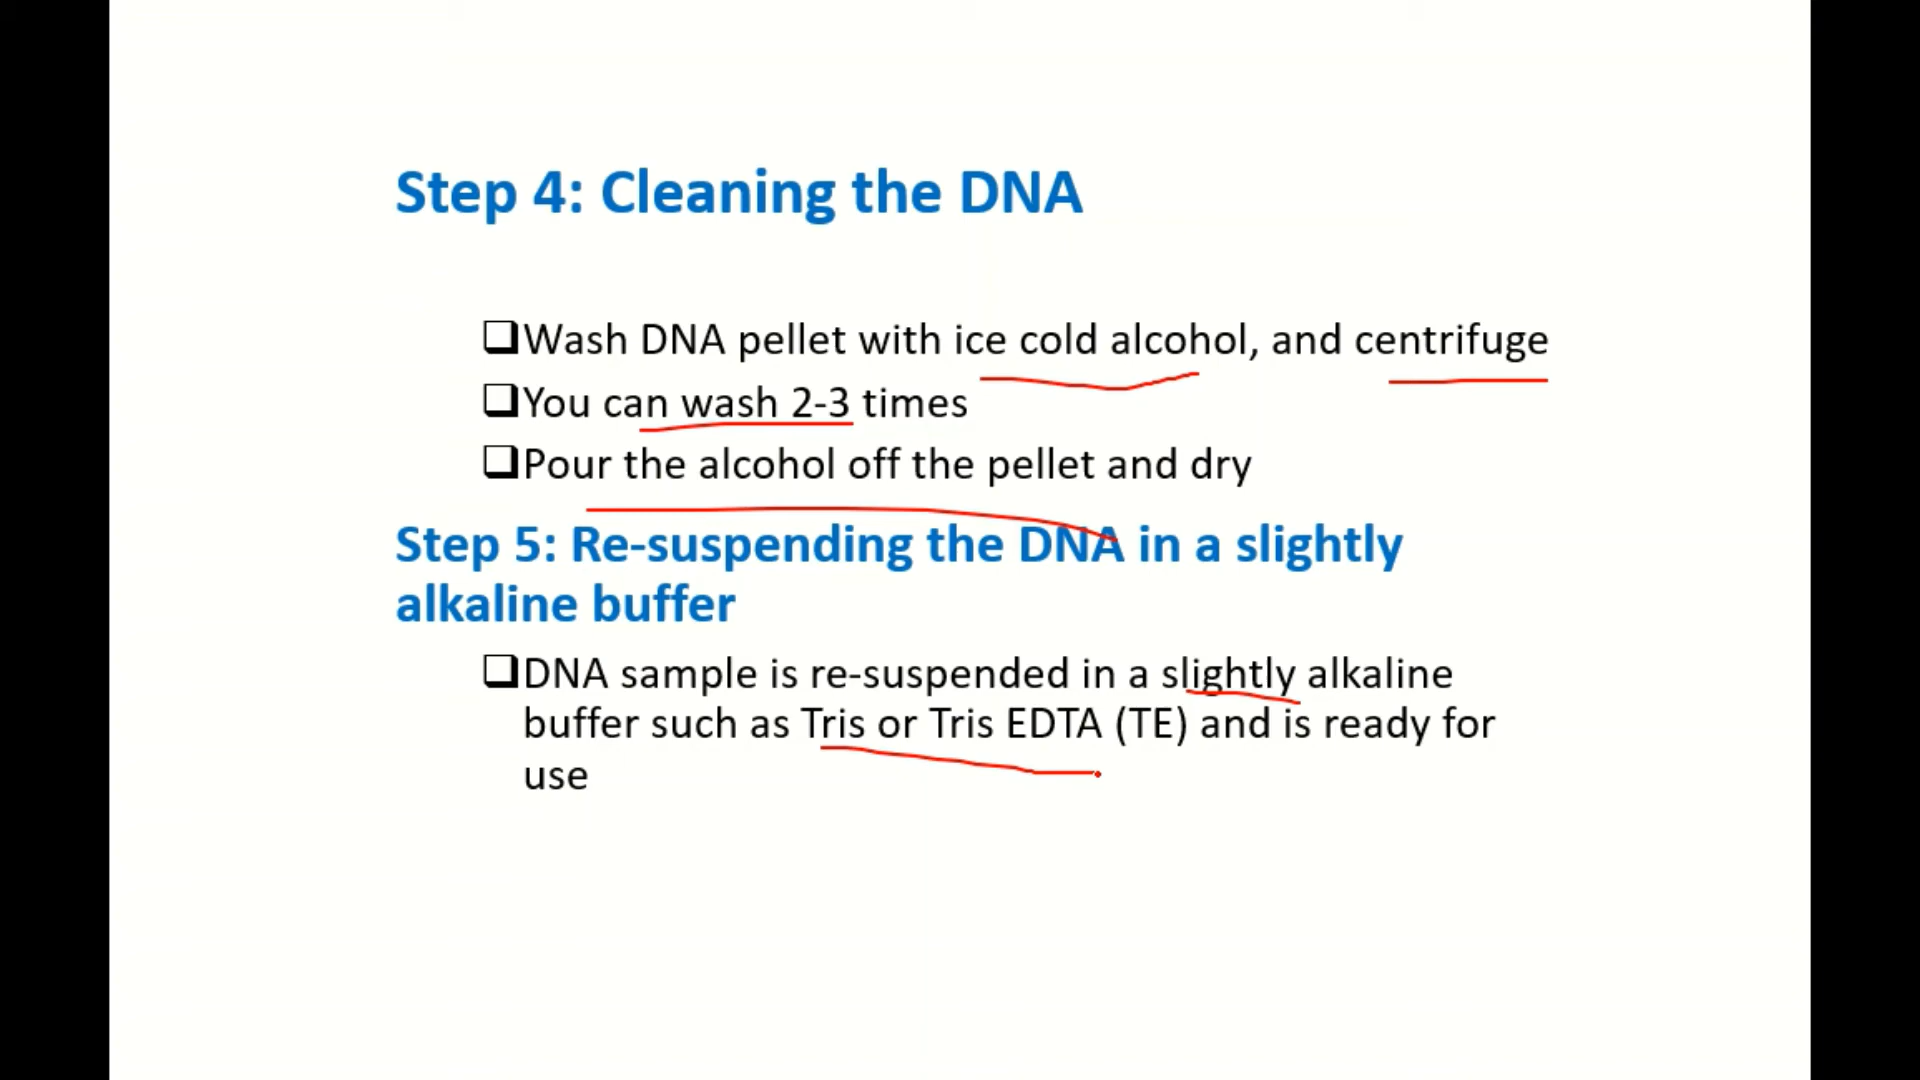 Step 4: Cleaning the DNA
❑Wash DNA pellet with ice cold alcohol, and centrifuge
❑You can wash 2-3 times
❑Pour the alcohol off the pellet and dry
Step 5: Re-suspending the DNA in a slightly
alkaline buffer
❑DNA sample is re-suspended in a slightly alkaline
buffer such as Tris or Tris EDTA (TE) and is ready for
use